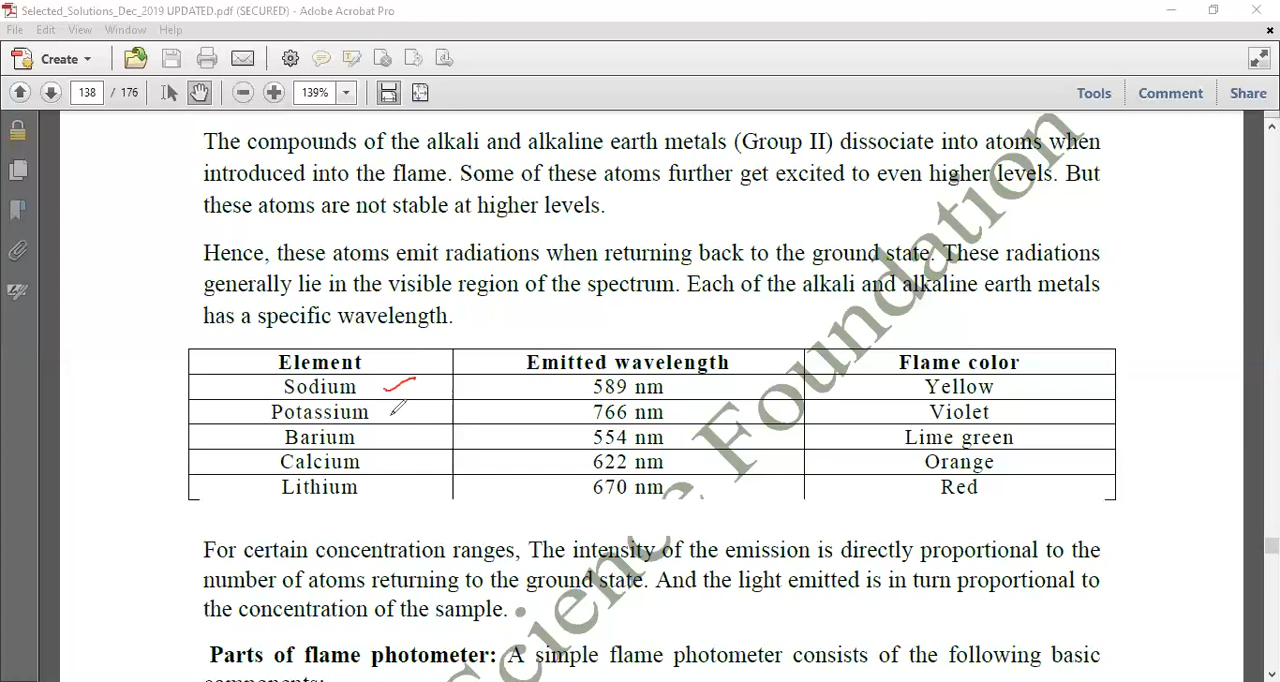 Selected_Solutions_Dec_2019 UPDATED.pdf (SECURED) - Adobe Acrobat Pro
File Edit View Window Help
Create
138 / 176 139% Tools Comment Share
The compounds of the alkali and alkaline earth metals (Group II) dissociate into atoms when
introduced into the flame. Some of these atoms further get excited to even higher levels. But
these atoms are not stable at higher levels.
Hence, these atoms emit radiations when returning back to the ground state. These radiations
generally lie in the visible region of the spectrum. Each of the alkali and alkaline earth metals
has a specific wavelength.
Element Emitted wavelength Flame color
Sodium 589 nm Yellow
Potassium 766 nm Violet
Barium 554 nm Lime green
Calcium 622 nm Orange
Lithium 670 nm Red
For certain concentration ranges, The intensity of the emission is directly proportional to the
number of atoms returning to the ground state. And the light emitted is in turn proportional to
the concentration of the sample.
Parts of flame photometer: A simple flame photometer consists of the following basic
components:
Science Foundation